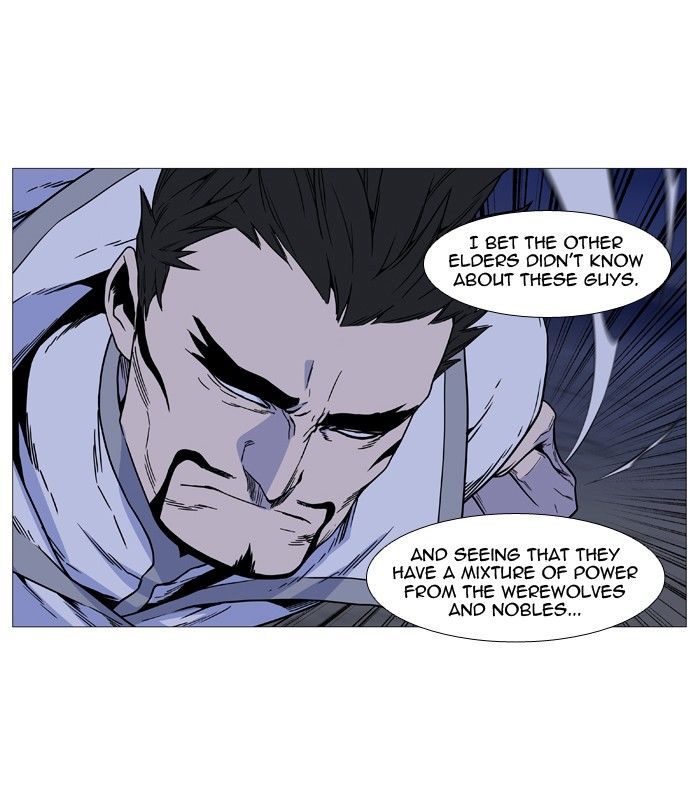 I BET THE OTHER
ELDERS DIDN'T KNOW
ABOUT THESE GUYS.
AND SEEING THAT THEY
HAVE A MIXTURE OF POWER
FROM THE WEREWOLVES
AND NOBLES...